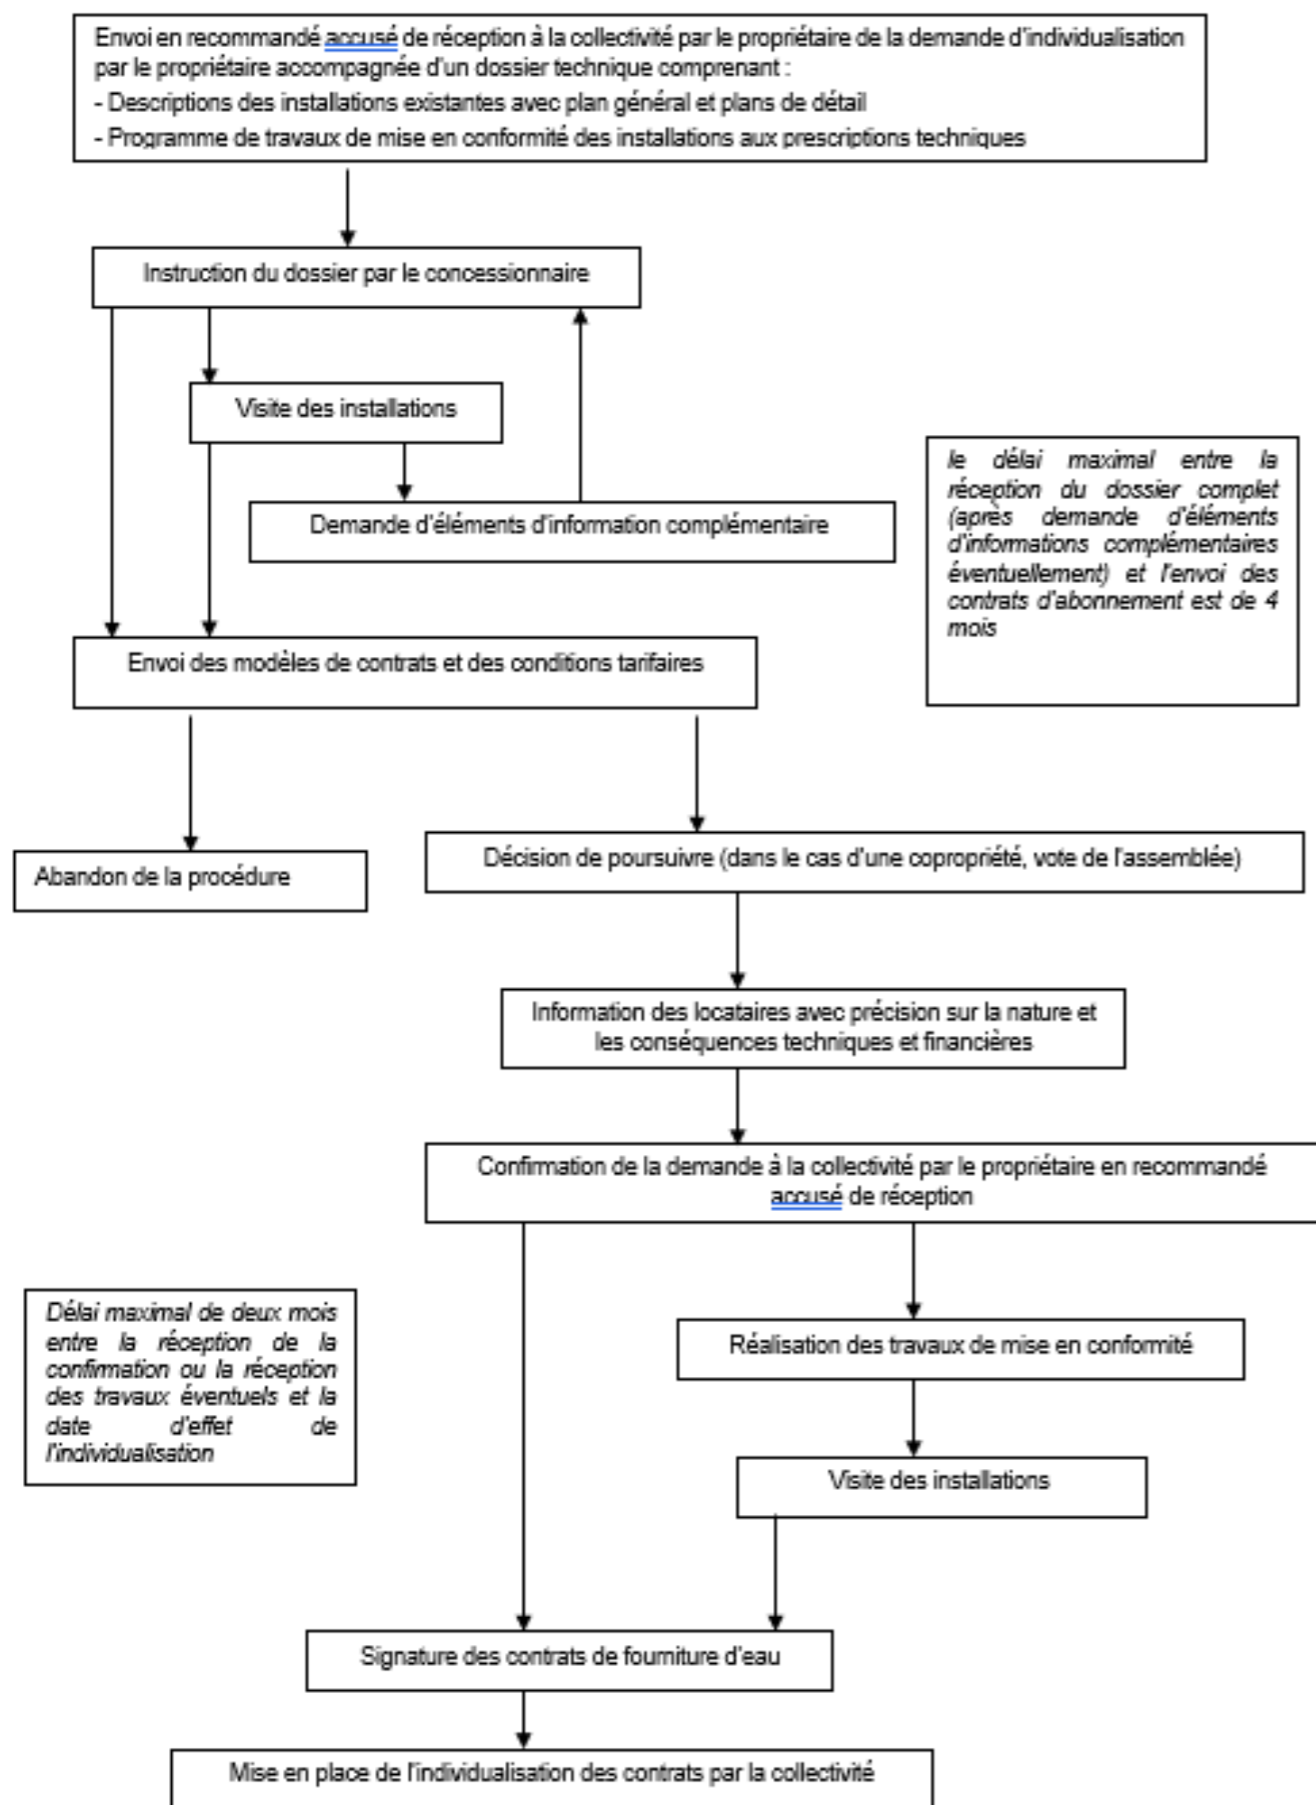 Envoi en recommandé accusé de réception à la collectivité par le propriétaire de la demande d'individualisation
par le propriétaire accompagnée d'un dossier technique comprenant :
- Descriptions des installations existantes avec plan général et plans de détail
- Programme de travaux de mise en conformité des installations aux prescriptions techniques
Instruction du dossier par le concessionnaire
Visite des installations
Demande d'éléments d'information complémentaire
le délai maximal entre la
réception du dossier complet
(après demande d'éléments
d'informations complémentaires
éventuellement) et l'envoi des
contrats d'abonnement est de 4
mois
Envoi des modèles de contrats et des conditions tarifaires
Abandon de la procédure
Décision de poursuivre (dans le cas d'une copropriété, vote de l'assemblée)
Information des locataires avec précision sur la nature et
les conséquences techniques et financières
Confirmation de la demande à la collectivité par le propriétaire en recommandé
accusé de réception
Délai maximal de deux mois
entre la réception de la
confirmation ou la réception
des travaux éventuels et la
date d'effet de
l'individualisation
Réalisation des travaux de mise en conformité
Visite des installations
Signature des contrats de fourniture d'eau
Mise en place de l'individualisation des contrats par la collectivité